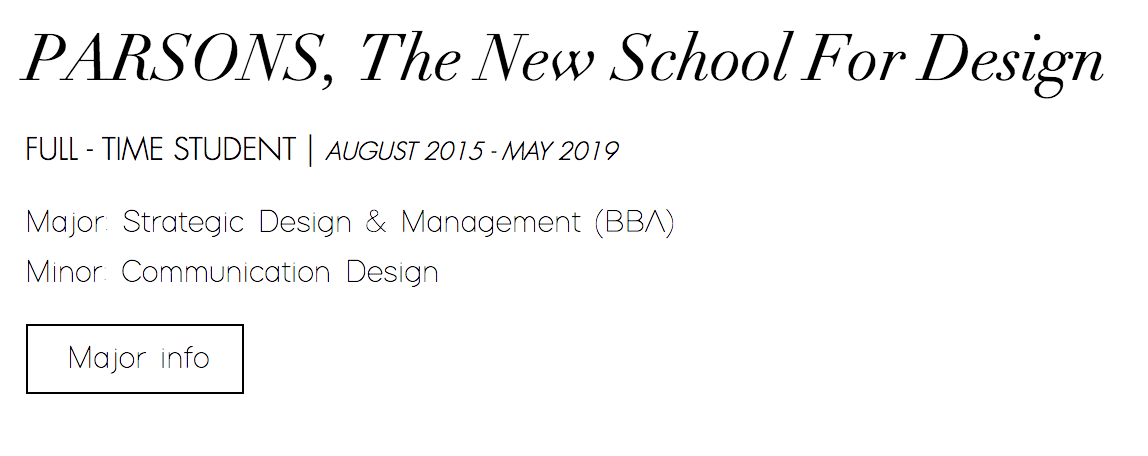 PARSONS, The New School For Design
FULL - TIME STUDENT | AUGUST 2015 - MAY 2019
Major: Strategic Design & Management (BBA)
Minor: Communication Design
Major info